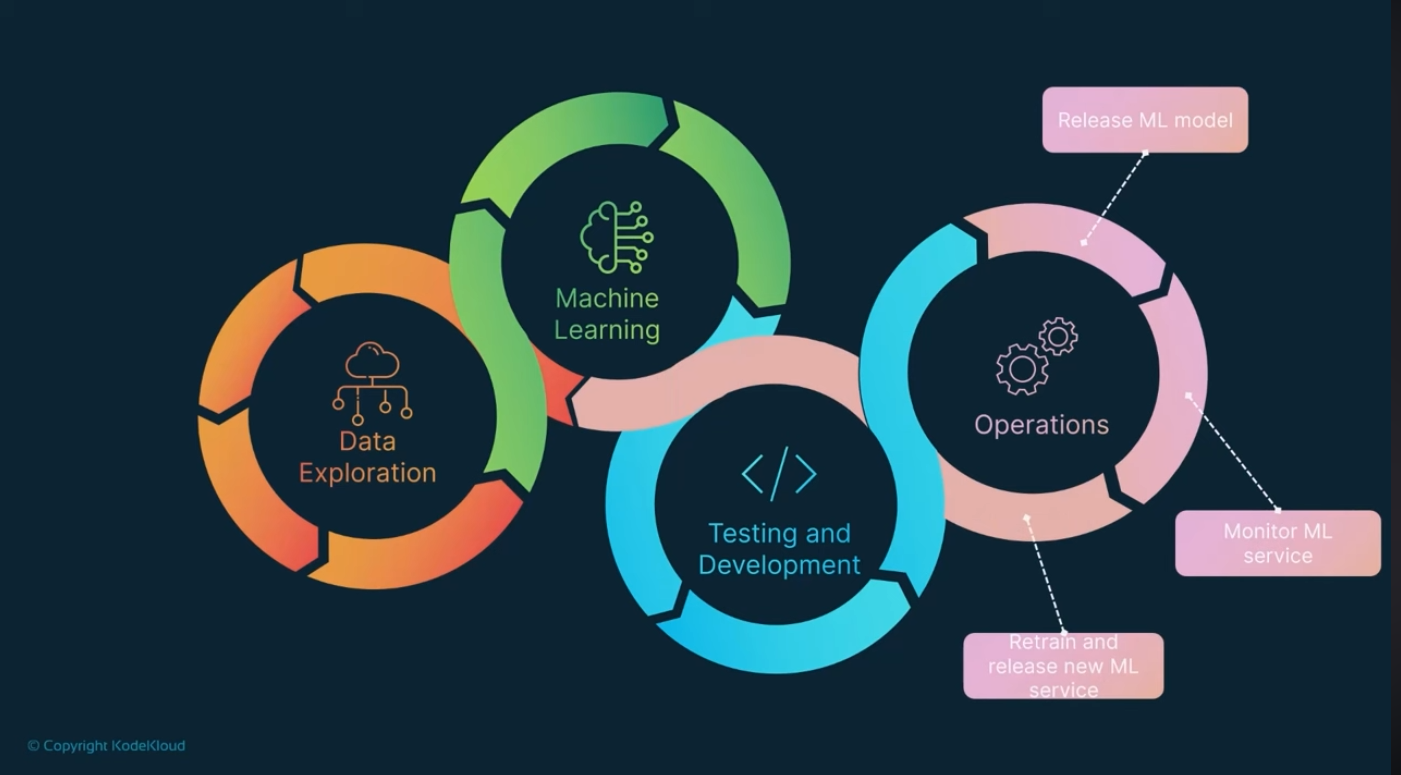 Release ML model
Machine
Learning
Data
Exploration
Operations
Testing and
Development
Monitor ML
service
Retrain and
release new ML
service
© Copyright KodeKloud